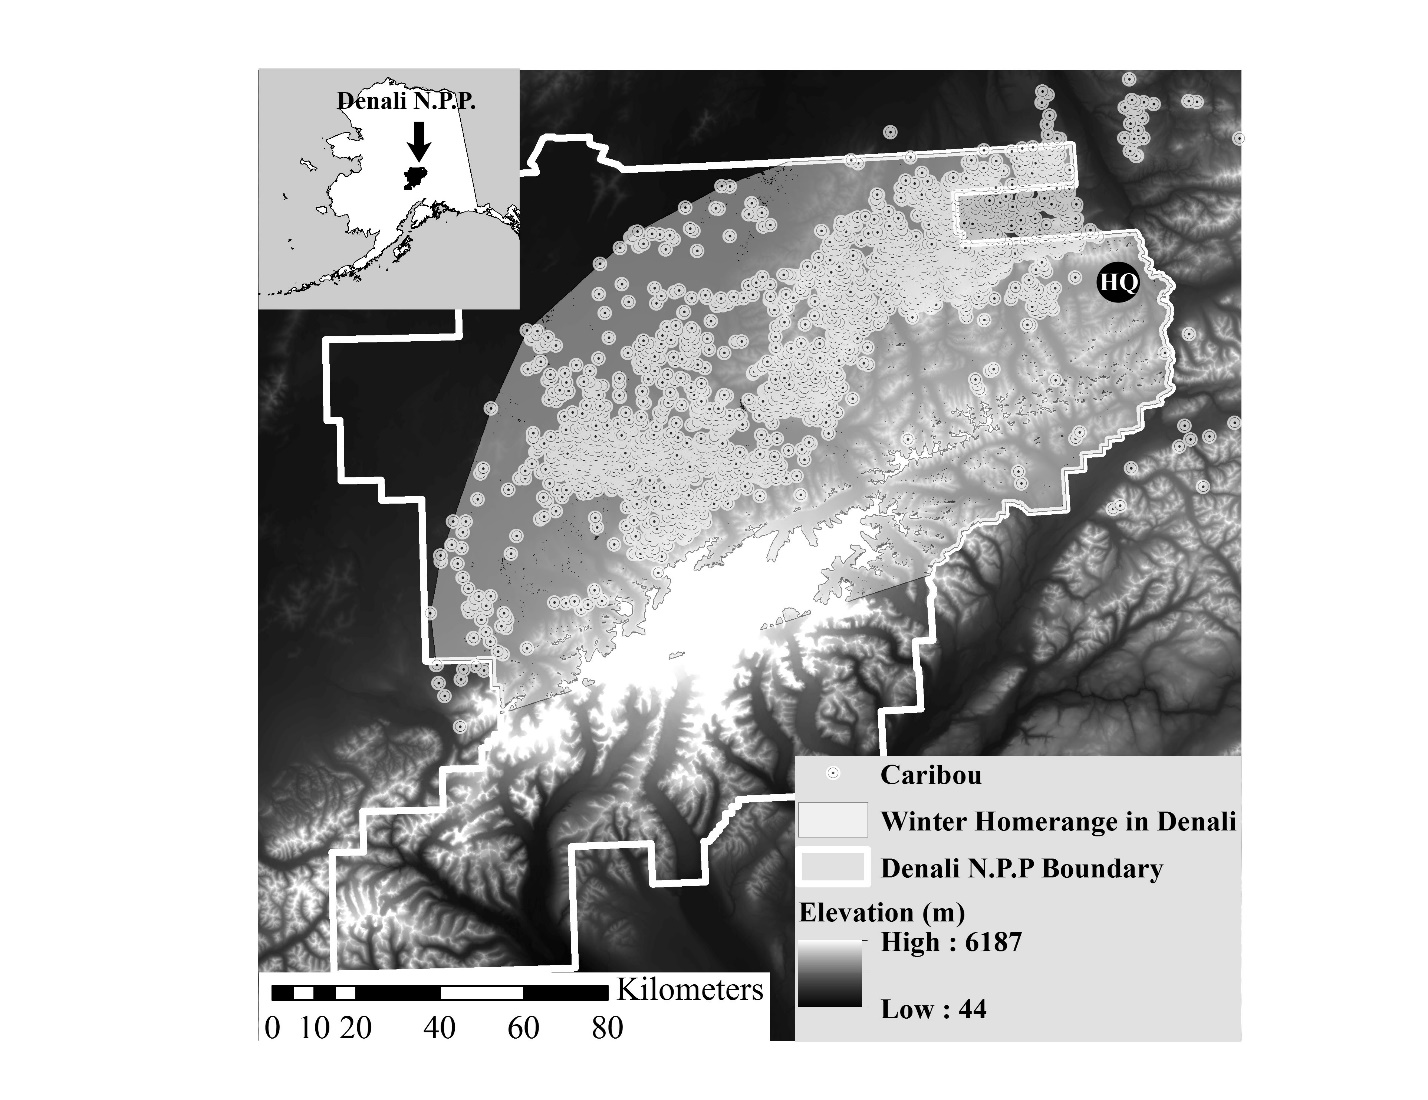 Denali N.P.P.
HQ
Caribou
Winter Homerange in Denali
Denali N.P.P Boundary
Elevation (m)
High : 6187
Low : 44
Kilometers
0 10 20 40 60 80